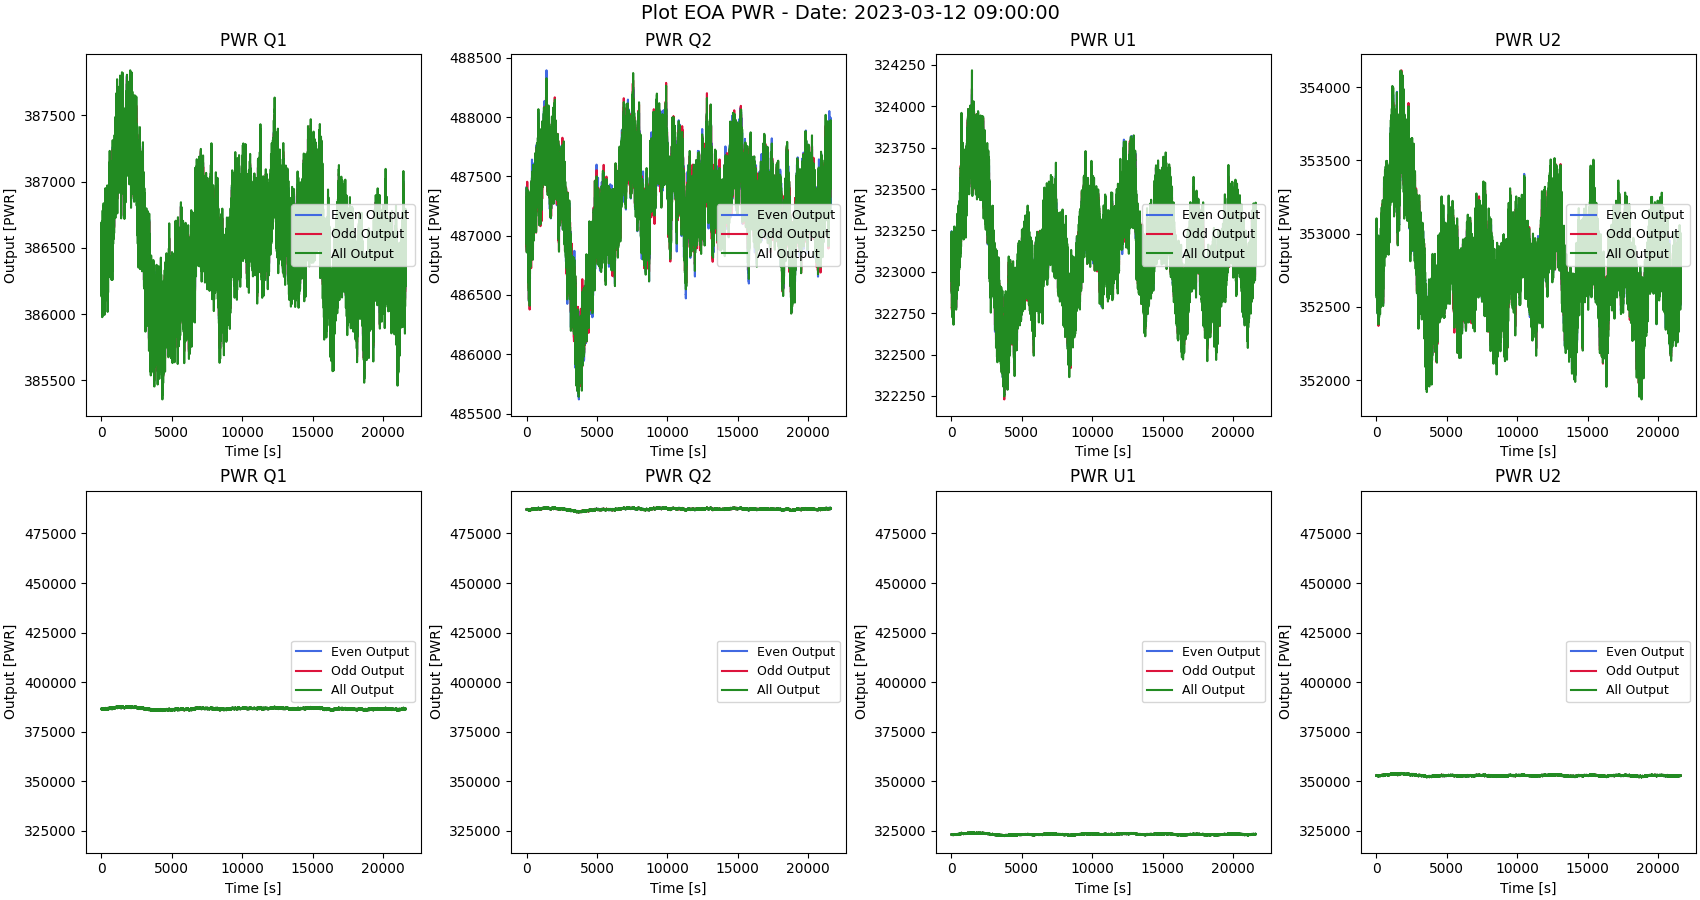 Plot EOA PWR - Date: 2023-03-12 09:00:00
PWR Q1
Output [PWR]
387500
387000
386500
386000
385500
0 5000 10000 15000 20000
Time [s]
Even Output
Odd Output
All Output
PWR Q2
Output [PWR]
488500
488000
487500
487000
486500
486000
485500
0 5000 10000 15000 20000
Time [s]
Even Output
Odd Output
All Output
PWR U1
Output [PWR]
324250
324000
323750
323500
323250
323000
322750
322500
322250
0 5000 10000 15000 20000
Time [s]
Even Output
Odd Output
All Output
PWR U2
Output [PWR]
354000
353500
353000
352500
352000
0 5000 10000 15000 20000
Time [s]
Even Output
Odd Output
All Output
PWR Q1
Output [PWR]
475000
450000
425000
400000
375000
350000
325000
0 5000 10000 15000 20000
Time [s]
Even Output
Odd Output
All Output
PWR Q2
Output [PWR]
475000
450000
425000
400000
375000
350000
325000
0 5000 10000 15000 20000
Time [s]
Even Output
Odd Output
All Output
PWR U1
Output [PWR]
475000
450000
425000
400000
375000
350000
325000
0 5000 10000 15000 20000
Time [s]
Even Output
Odd Output
All Output
PWR U2
Output [PWR]
475000
450000
425000
400000
375000
350000
325000
0 5000 10000 15000 20000
Time [s]
Even Output
Odd Output
All Output